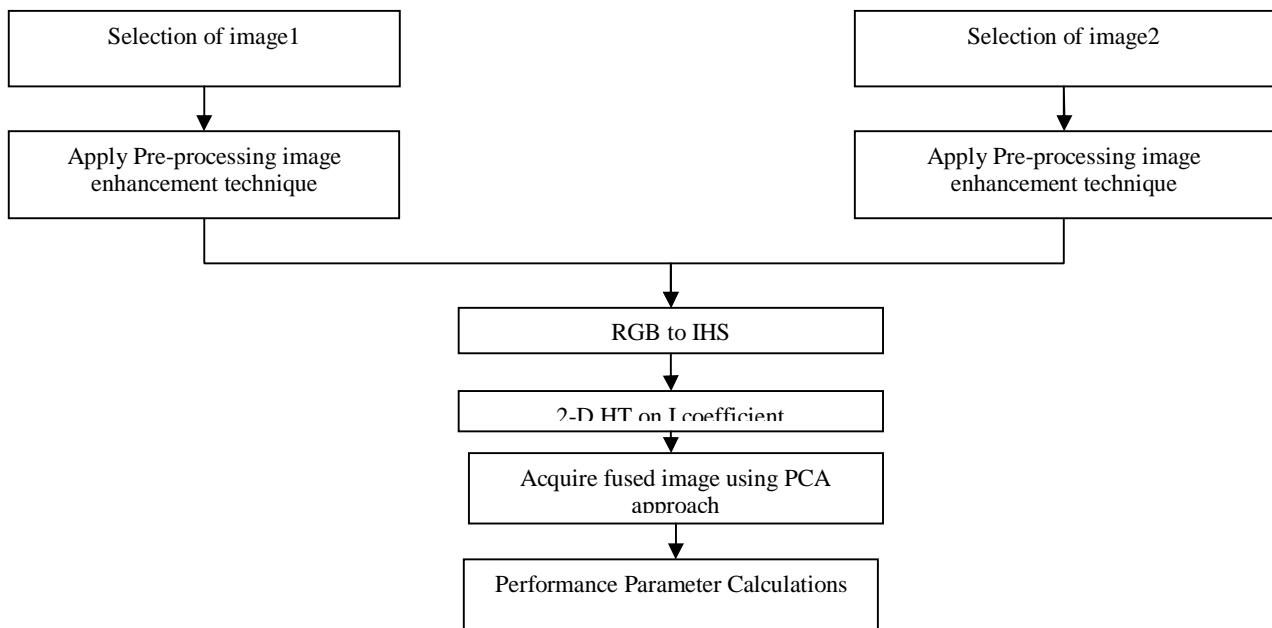 Selection of image1
Selection of image2
Apply Pre-processing image
enhancement technique
Apply Pre-processing image
enhancement technique
RGB to IHS
2-D HT on I coefficient
Acquire fused image using PCA
approach
Performance Parameter Calculations